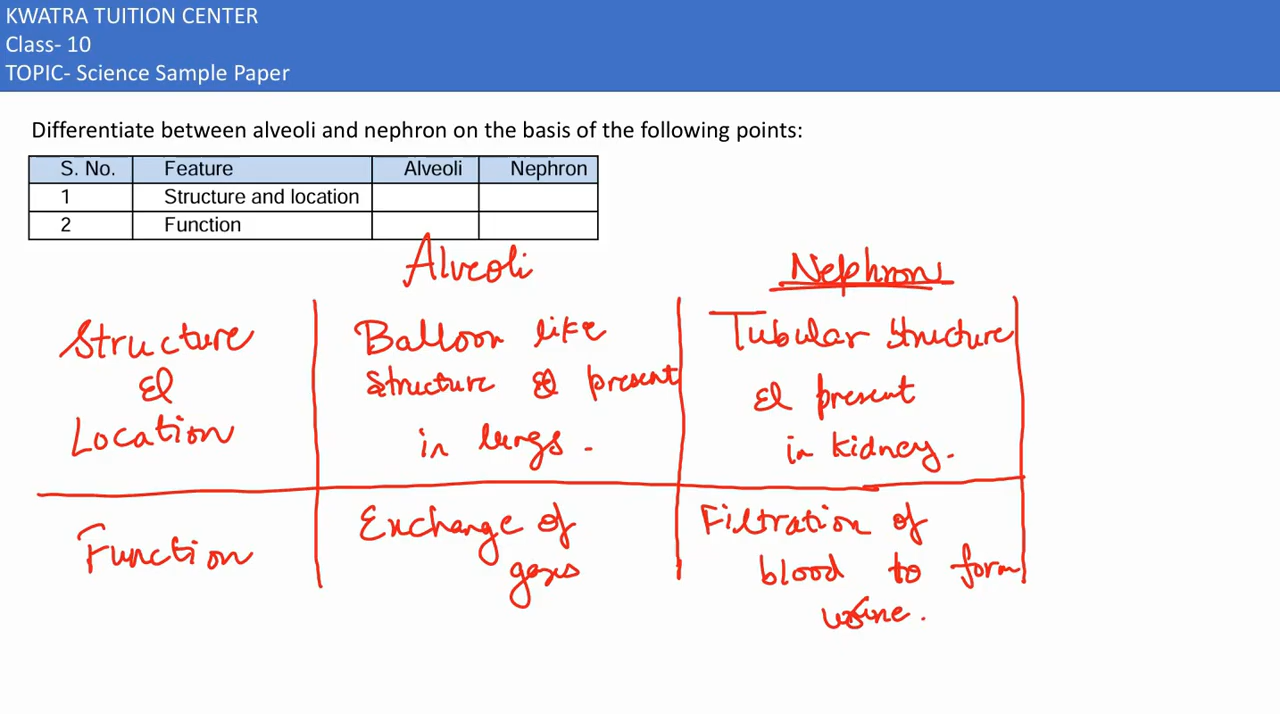 KWATRA TUITION CENTER
Class- 10
TOPIC- Science Sample Paper
Differentiate between alveoli and nephron on the basis of the following points:
S. No. Feature Alveoli Nephron
1 Structure and location
2 Function
Alveoli Nephron
Structure Balloon like Tubular structure
& structure & present & present
Location in lungs. in kidney.
Function Exchange of Filtration of
gases blood to form
urine.